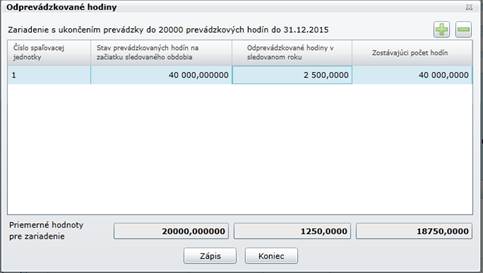 Odprevádzkované hodiny
Zariadenie s ukončením prevádzky do 20000 prevádzkových hodín do 31.12.2015
Číslo spaľovacej jednotky
Stav prevádzkovaných hodín na začiatku sledovaného obdobia
Odprevádzkované hodiny v sledovanom roku
Zostávajúci počet hodín
1 40 000,000000 2 500,0000 40 000,0000
Priemerné hodnoty pre zariadenie
20000,000000 1250,0000 18750,0000
Zápis Koniec